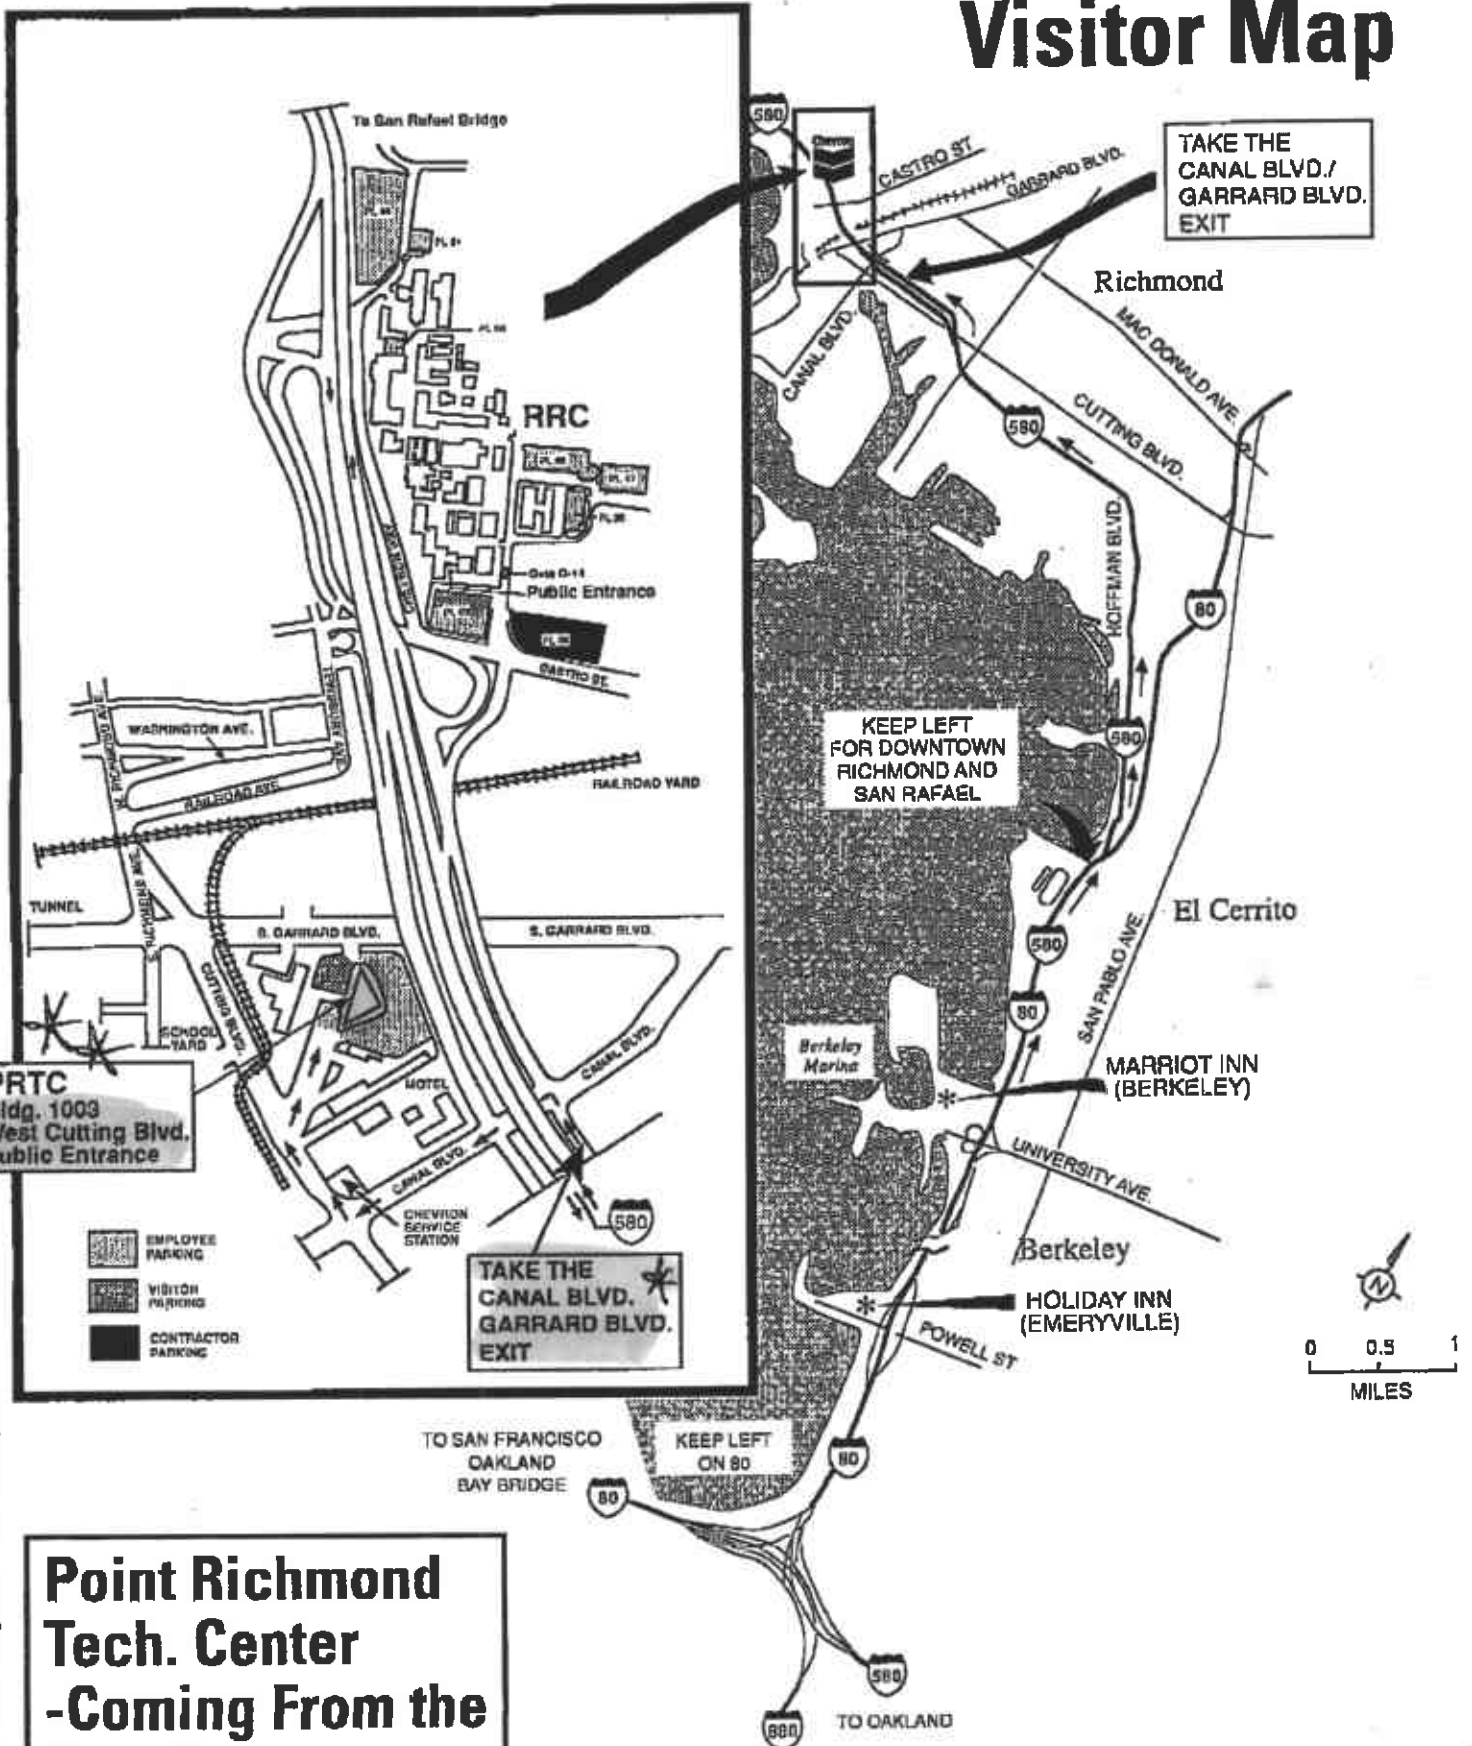 Visitor Map
To San Rafael Bridge
580
Chevron
CASTRO ST
GARRARD BLVD.
TAKE THE
CANAL BLVD./
GARRARD BLVD.
EXIT
Richmond
MAC DONALD AVE.
CUTTING BLVD.
CANAL BLVD.
580
HOFFMAN BLVD.
80
RRC
Public Entrance
CASTRO ST.
WASHINGTON AVE.
RAILROAD AVE.
RAILROAD YARD
TUNNEL
S. GARRARD BLVD.
S. GARRARD BLVD.
CUTTING BLVD.
SCHOOL
YARD
MOTEL
CANAL BLVD.
CANAL BLVD.
PRTC
ldg. 1003
West Cutting Blvd.
ublic Entrance
CHEVRON
SERVICE
STATION
580
TAKE THE
CANAL BLVD.
GARRARD BLVD.
EXIT
EMPLOYEE
PARKING
VISITOR
PARKING
CONTRACTOR
PARKING
KEEP LEFT
FOR DOWNTOWN
RICHMOND AND
SAN RAFAEL
580
El Cerrito
580
80
SAN PABLO AVE.
Berkeley
Marina
MARRIOT INN
(BERKELEY)
UNIVERSITY AVE.
Berkeley
HOLIDAY INN
(EMERYVILLE)
POWELL ST
N
0 0.5 1
MILES
TO SAN FRANCISCO
OAKLAND
BAY BRIDGE
80
KEEP LEFT
ON 80
80
580
880
TO OAKLAND
Point Richmond
Tech. Center
-Coming From the